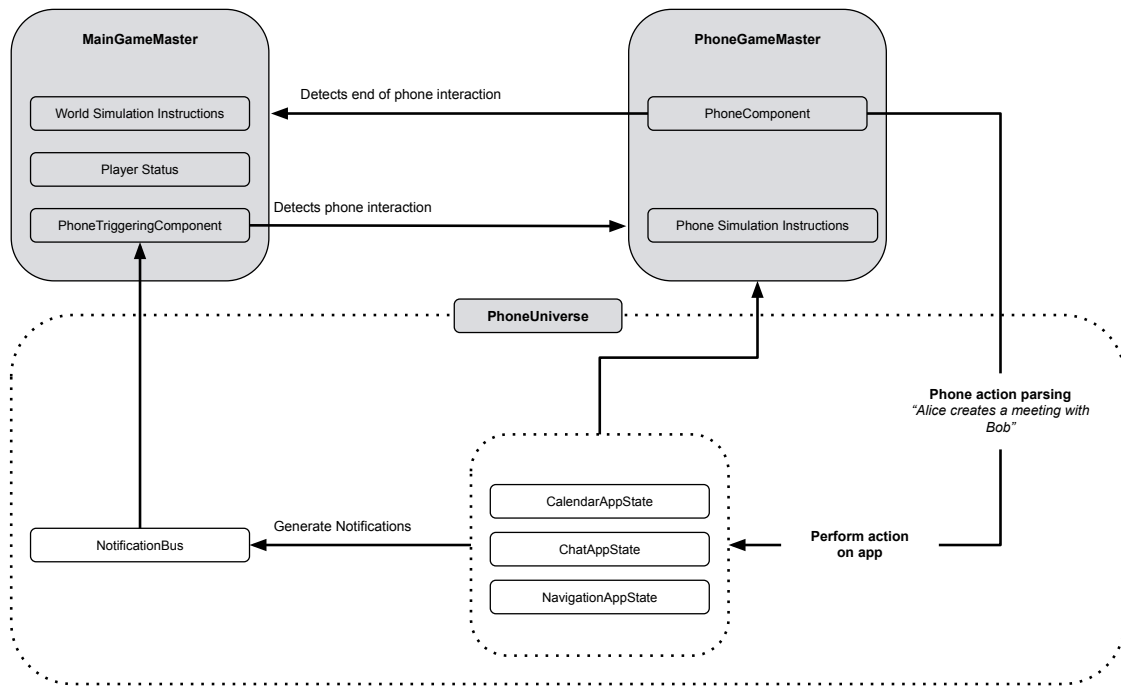 MainGameMaster
World Simulation Instructions
Player Status
PhoneTriggeringComponent
Detects end of phone interaction
Detects phone interaction
PhoneGameMaster
PhoneComponent
Phone Simulation Instructions
PhoneUniverse
Phone action parsing
“Alice creates a meeting with
Bob”
Perform action
on app
CalendarAppState
ChatAppState
NavigationAppState
Generate Notifications
NotificationBus